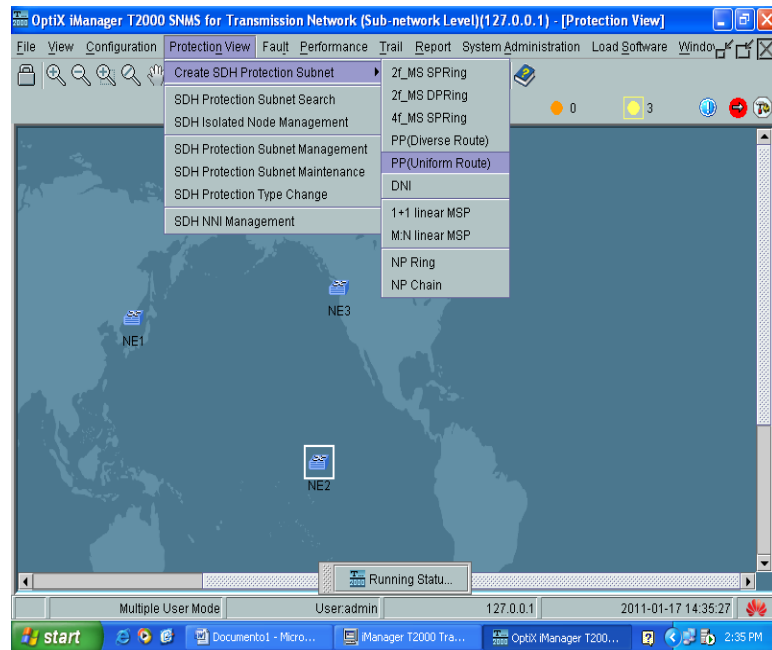 OptiX iManager T2000 SNMS for Transmission Network (Sub-network Level)(127.0.0.1) - [Protection View]
File View Configuration Protection View Fault Performance Trail Report System Administration Load Software Windo
Create SDH Protection Subnet
SDH Protection Subnet Search
SDH Isolated Node Management
SDH Protection Subnet Management
SDH Protection Subnet Maintenance
SDH Protection Type Change
SDH NNI Management
2f_MS SPRing
2f_MS DPRing
4f_MS SPRing
PP(Diverse Route)
PP(Uniform Route)
DNI
1+1 linear MSP
M:N linear MSP
NP Ring
NP Chain
0
3
NE3
NE1
NE2
Running Statu...
Multiple User Mode User:admin 127.0.0.1 2011-01-17 14:35:27
start Documento1 - Micro... iManager T2000 Tra... OptiX iManager T200... 2:35 PM